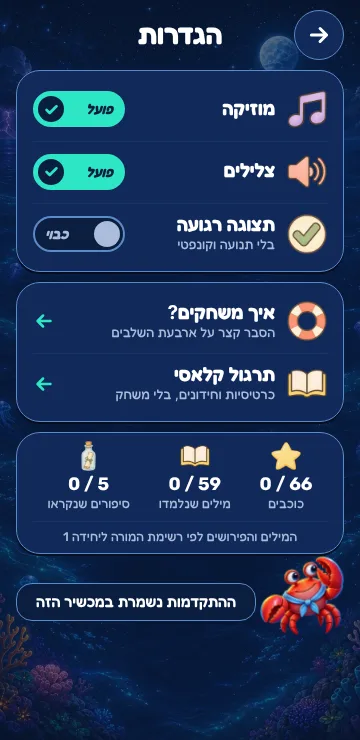 הגדרות
מוזיקה
פועל
צלילים
פועל
תצוגה רגועה
בלי תנועה וקונפטי
כבוי
איך משחקים?
הסבר קצר על ארבעת השלבים
תרגול קלאסי
כרטיסיות וחידונים, בלי משחק
0 / 66
כוכבים
0 / 59
מילים שנלמדו
0 / 5
סיפורים שנקראו
המילים והפירושים לפי רשימת המורה ליחידה 1
ההתקדמות נשמרת במכשיר הזה